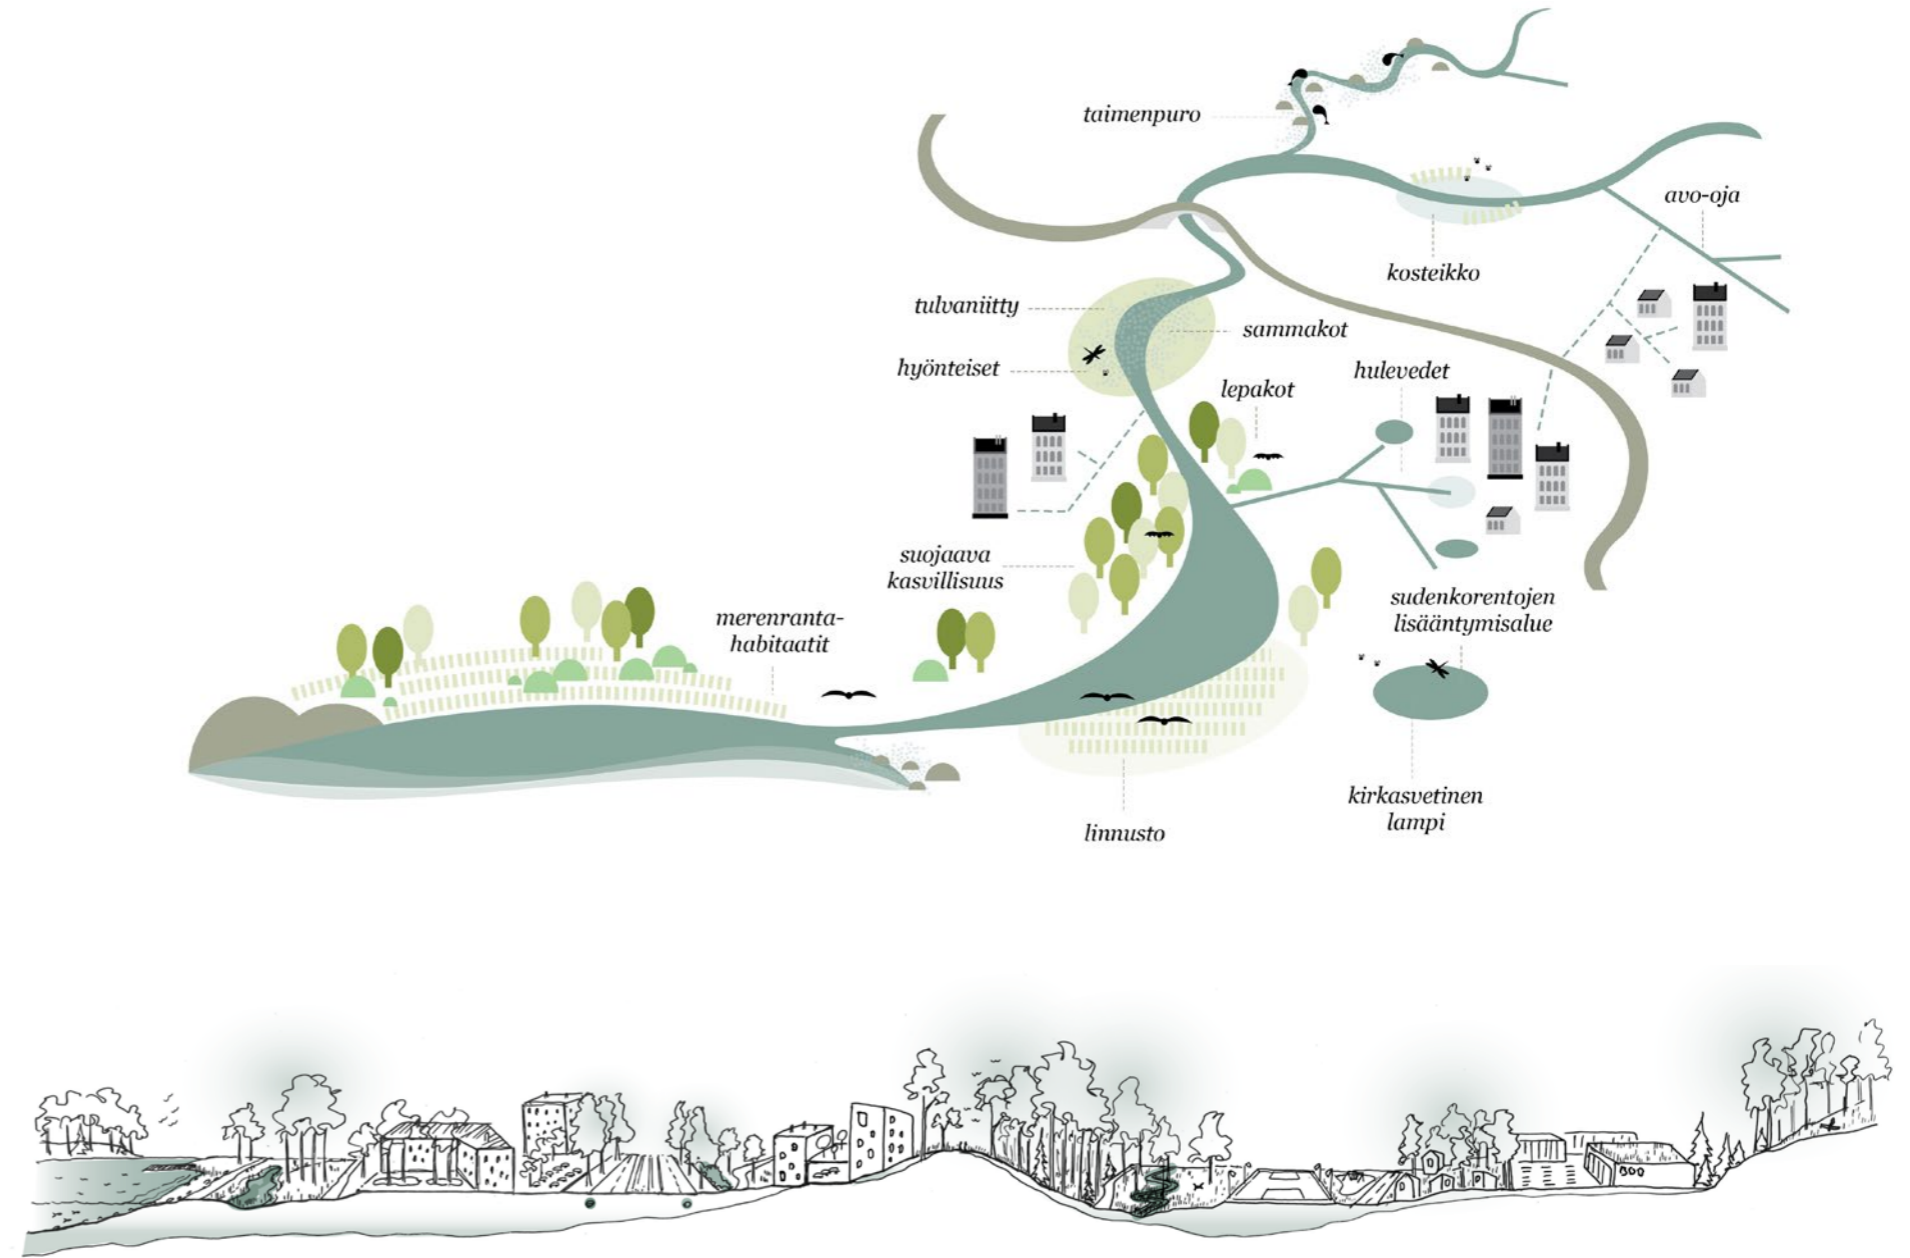 taimenpuro
avo-oja
kosteikko
tulvaniitty
sammakot
hyönteiset
lepakot
hulevedet
suojaava
kasvillisuus
merenranta-
habitaatit
sudenkorentojen
lisääntymisalue
kirkasvetinen
lampi
linnusto